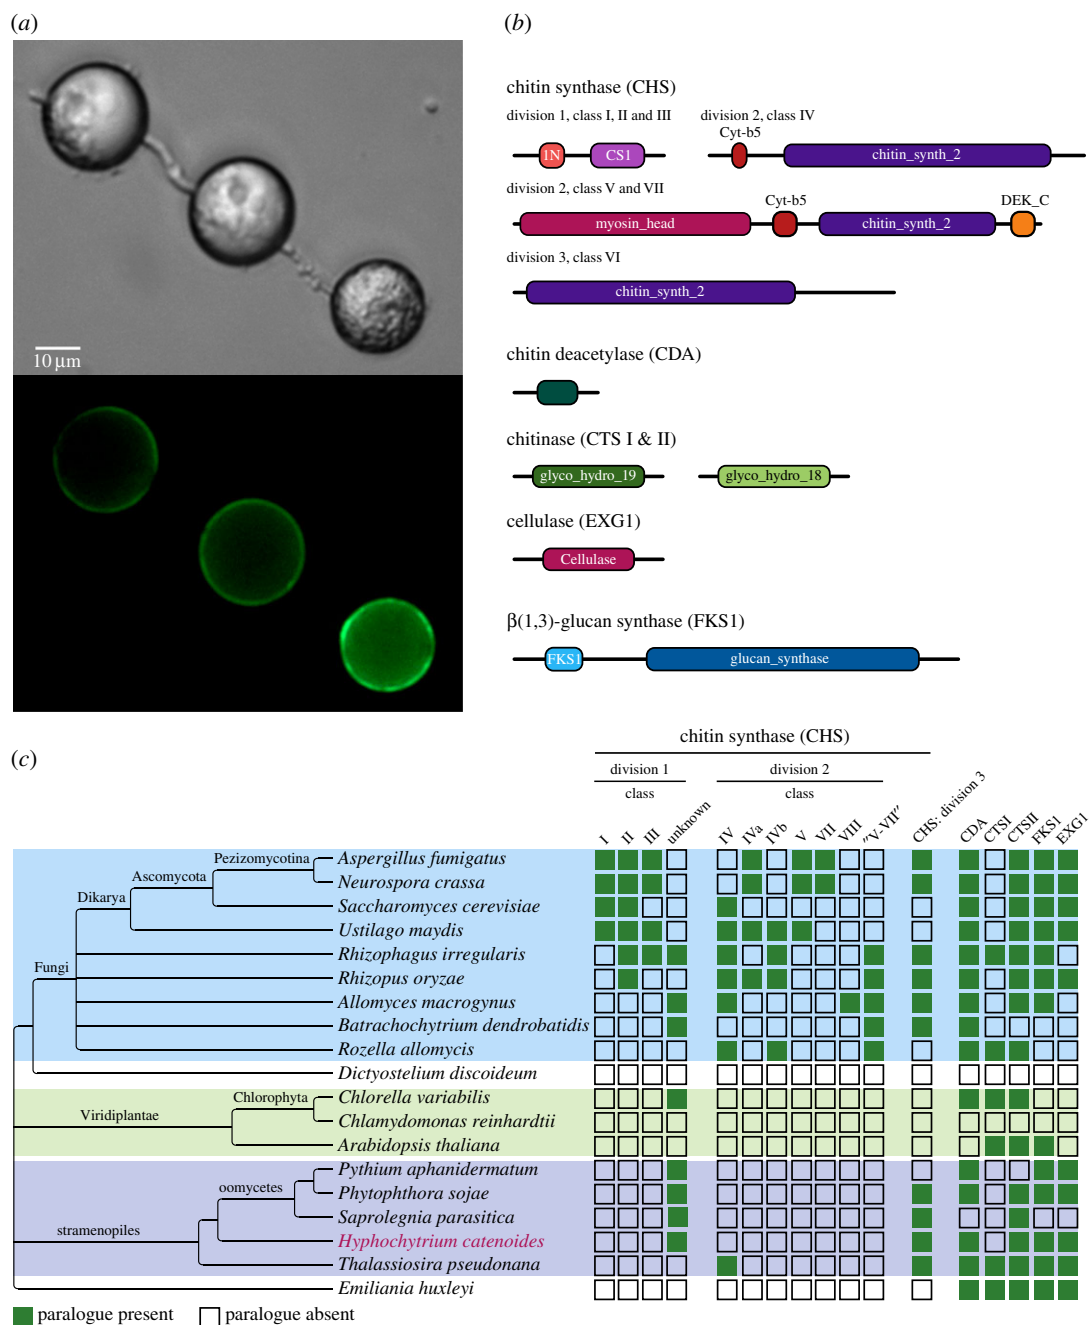 (a)
10 µm
(b)
chitin synthase (CHS)
division 1, class I, II and III
1N
CS1
division 2, class IV
Cyt-b5
chitin_synth_2
division 2, class V and VII
myosin_head
Cyt-b5
chitin_synth_2
DEK_C
division 3, class VI
chitin_synth_2
chitin deacetylase (CDA)
chitinase (CTS I & II)
glyco_hydro_19
glyco_hydro_18
cellulase (EXG1)
Cellulase
β(1,3)-glucan synthase (FKS1)
FKS1
glucan_synthase
(c)
chitin synthase (CHS)
division 1
division 2
class
class
I
II
III
unknown
IV
IVa
IVb
V
VII
VIII
"V-VII"
CHS: division 3
CDA
CTSI
CTSII
FKS1
EXG1
Pezizomycotina
Aspergillus fumigatus
Ascomycota
Neurospora crassa
Dikarya
Saccharomyces cerevisiae
Ustilago maydis
Rhizophagus irregularis
Fungi
Rhizopus oryzae
Allomyces macrogynus
Batrachochytrium dendrobatidis
Rozella allomycis
Dictyostelium discoideum
Chlorophyta
Chlorella variabilis
Viridiplantae
Chlamydomonas reinhardtii
Arabidopsis thaliana
Pythium aphanidermatum
oomycetes
Phytophthora sojae
Saprolegnia parasitica
stramenopiles
Hyphochytrium catenoides
Thalassiosira pseudonana
Emiliania huxleyi
paralogue present
paralogue absent